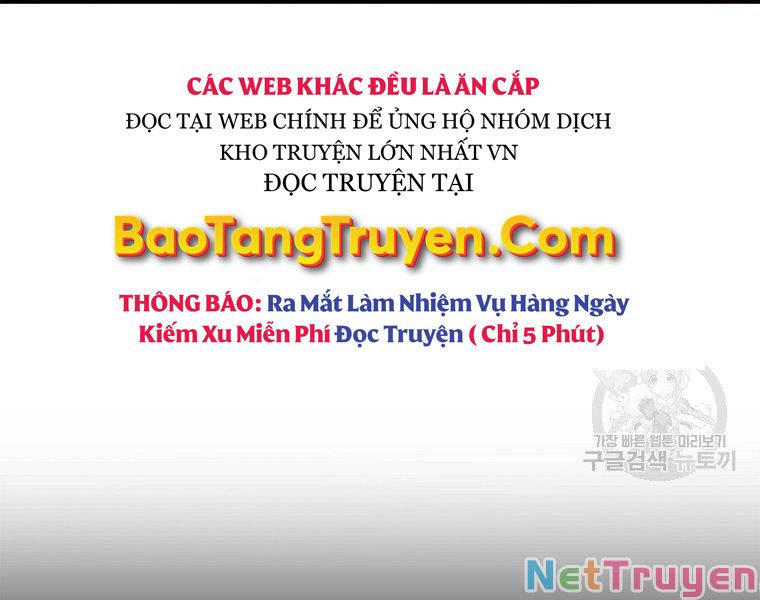 CÁC WEB KHÁC ĐỀU LÀ ĂN CẮP
ĐỌC TẠI WEB CHÍNH ĐỂ ỦNG HỘ NHÓM DỊCH
KHO TRUYỆN LỚN NHẤT VN
ĐỌC TRUYỆN TẠI
BaoTangTruyen.Com
THÔNG BÁO: Ra Mắt Làm Nhiệm Vụ Hàng Ngày
Kiếm Xu Miễn Phí Đọc Truyện ( Chỉ 5 Phút)
가장 빠른 웹툰 미리보기
구글검색 뉴토끼
NetTruyen